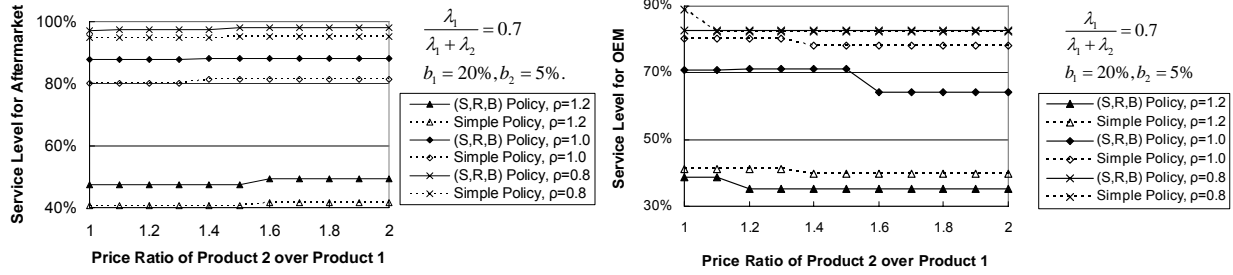 Service Level for Aftermarket
100%
80%
60%
40%
1 1.2 1.4 1.6 1.8 2
Price Ratio of Product 2 over Product 1
λ1 / (λ1 + λ2) = 0.7
b1 = 20%, b2 = 5%.
(S,R,B) Policy, ρ=1.2
Simple Policy, ρ=1.2
(S,R,B) Policy, ρ=1.0
Simple Policy, ρ=1.0
(S,R,B) Policy, ρ=0.8
Simple Policy, ρ=0.8
Service Level for OEM
90%
70%
50%
30%
1 1.2 1.4 1.6 1.8 2
Price Ratio of Product 2 over Product 1
λ1 / (λ1 + λ2) = 0.7
b1 = 20%, b2 = 5%
(S,R,B) Policy, ρ=1.2
Simple Policy, ρ=1.2
(S,R,B) Policy, ρ=1.0
Simple Policy, ρ=1.0
(S,R,B) Policy, ρ=0.8
Simple Policy, ρ=0.8